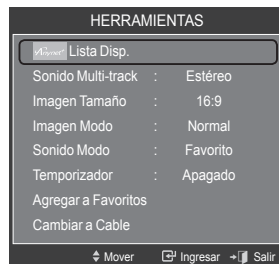 HERRAMIENTAS
Anynet+ Lista Disp.
Sonido Multi-track : Estéreo
Imagen Tamaño : 16:9
Imagen Modo : Normal
Sonido Modo : Favorito
Temporizador : Apagado
Agregar a Favoritos
Cambiar a Cable
Mover Ingresar Salir